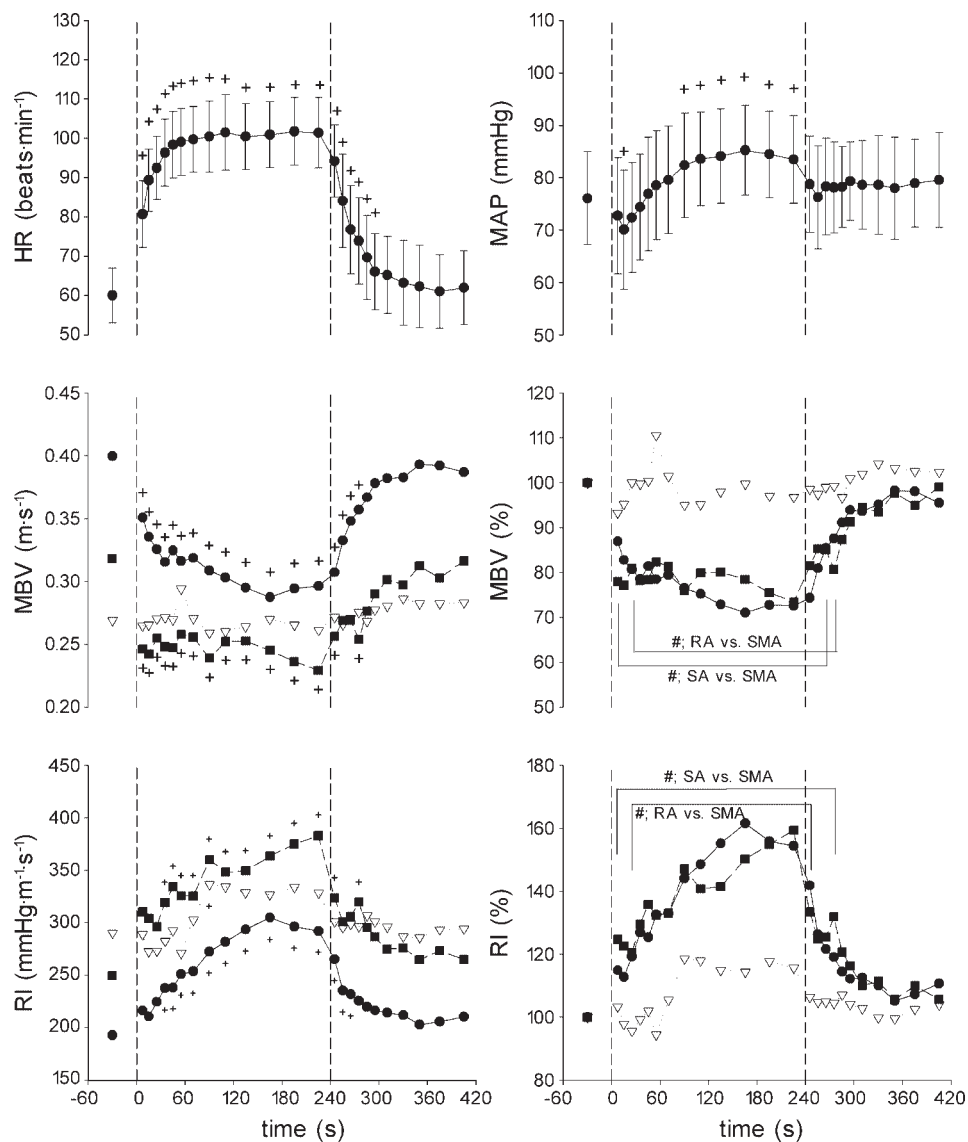 HR (beats·min⁻¹)
130
120
110
100
90
80
70
60
50
+ + + + + + + + + + + + +
+ + + + + +
MAP (mmHg)
110
100
90
80
70
60
50
+ + + + + + +
MBV (m·s⁻¹)
0.45
0.40
0.35
0.30
0.25
0.20
MBV (%)
120
110
100
90
80
70
60
50
#; RA vs. SMA
#; SA vs. SMA
RI (mmHg·m⁻¹·s⁻¹)
450
400
350
300
250
200
150
-60 0 60 120 180 240 300 360 420
time (s)
RI (%)
180
160
140
120
100
80
#; SA vs. SMA
#; RA vs. SMA
-60 0 60 120 180 240 300 360 420
time (s)